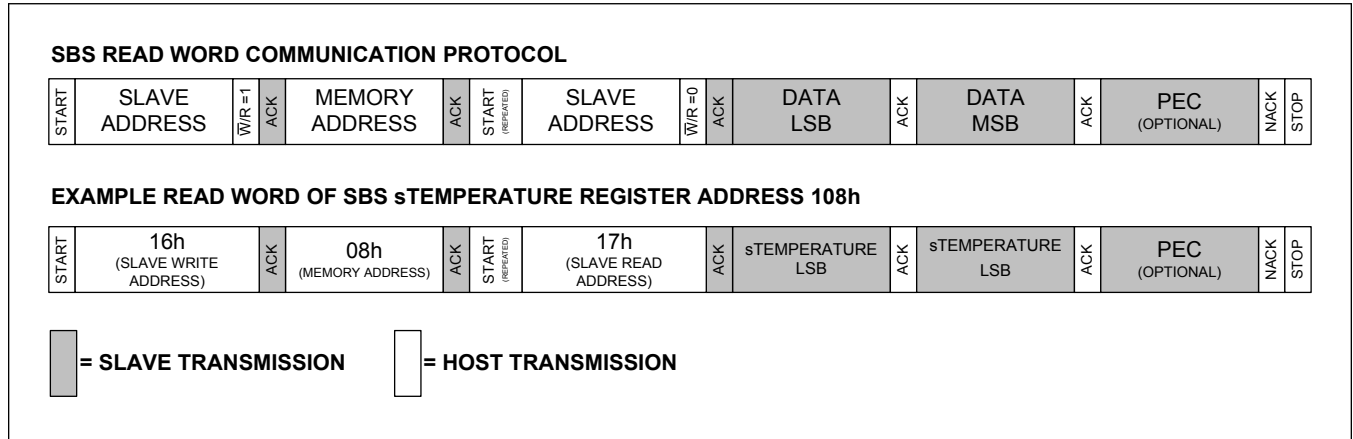 SBS READ WORD COMMUNICATION PROTOCOL
START
SLAVE
ADDRESS
W̅/R =1
ACK
MEMORY
ADDRESS
ACK
START
(REPEATED)
SLAVE
ADDRESS
W̅/R =0
ACK
DATA
LSB
ACK
DATA
MSB
ACK
PEC
(OPTIONAL)
NACK
STOP
EXAMPLE READ WORD OF SBS sTEMPERATURE REGISTER ADDRESS 108h
START
16h
(SLAVE WRITE
ADDRESS)
ACK
08h
(MEMORY ADDRESS)
ACK
START
(REPEATED)
17h
(SLAVE READ
ADDRESS)
ACK
sTEMPERATURE
LSB
ACK
sTEMPERATURE
LSB
ACK
PEC
(OPTIONAL)
NACK
STOP
= SLAVE TRANSMISSION
= HOST TRANSMISSION